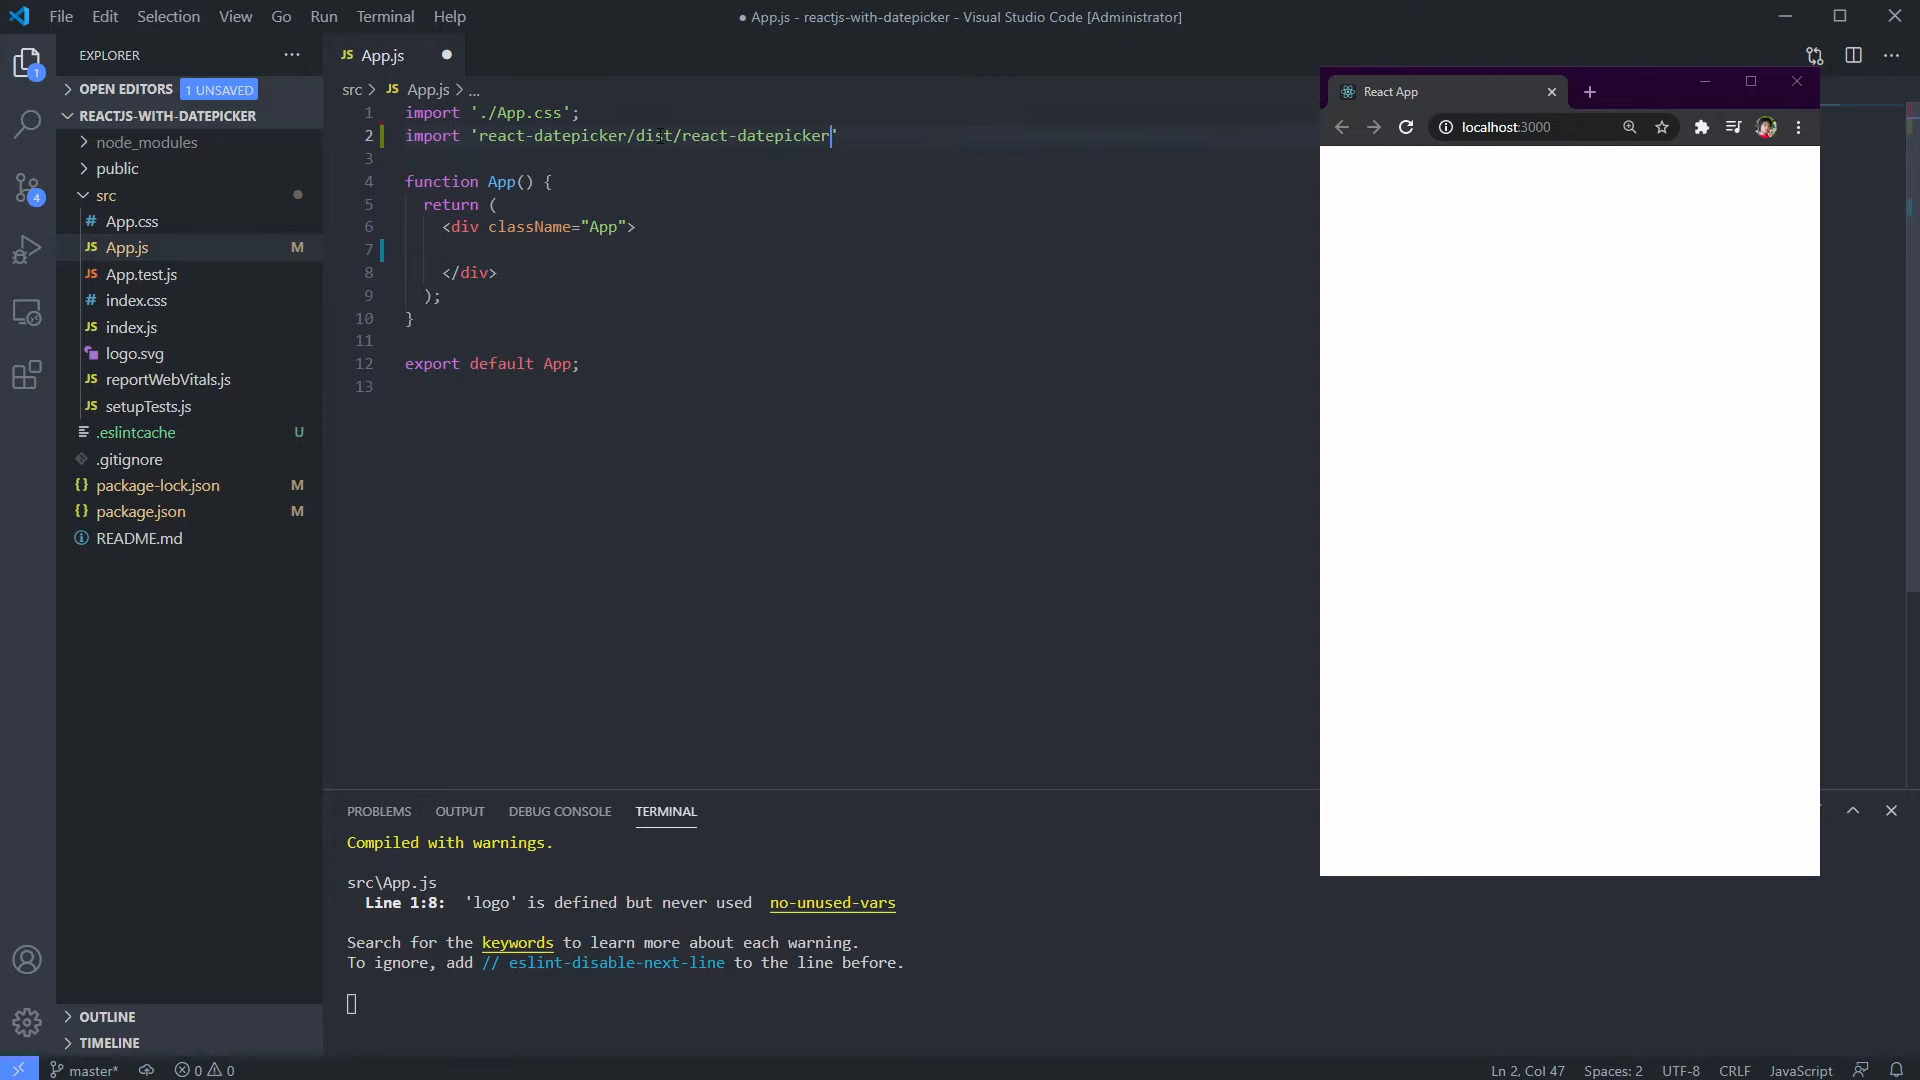 File Edit Selection View Go Run Terminal Help
● App.js - reactjs-with-datepicker - Visual Studio Code [Administrator]
EXPLORER
OPEN EDITORS 1 UNSAVED
REACTJS-WITH-DATEPICKER
node_modules
public
src
# App.css
JS App.js M
JS App.test.js
# index.css
JS index.js
logo.svg
JS reportWebVitals.js
JS setupTests.js
.eslintcache U
.gitignore
{} package-lock.json M
{} package.json M
README.md
OUTLINE
TIMELINE
1
4
JS App.js
src > JS App.js > ...
1 import './App.css';
2 import 'react-datepicker/dist/react-datepicker'
3
4 function App() {
5 return (
6 <div className="App">
7
8 </div>
9 );
10 }
11
12 export default App;
13
React App
localhost:3000
PROBLEMS OUTPUT DEBUG CONSOLE TERMINAL
Compiled with warnings.
src\App.js
Line 1:8: 'logo' is defined but never used no-unused-vars
Search for the keywords to learn more about each warning.
To ignore, add // eslint-disable-next-line to the line before.
master* 0 0
Ln 2, Col 47 Spaces: 2 UTF-8 CRLF JavaScript